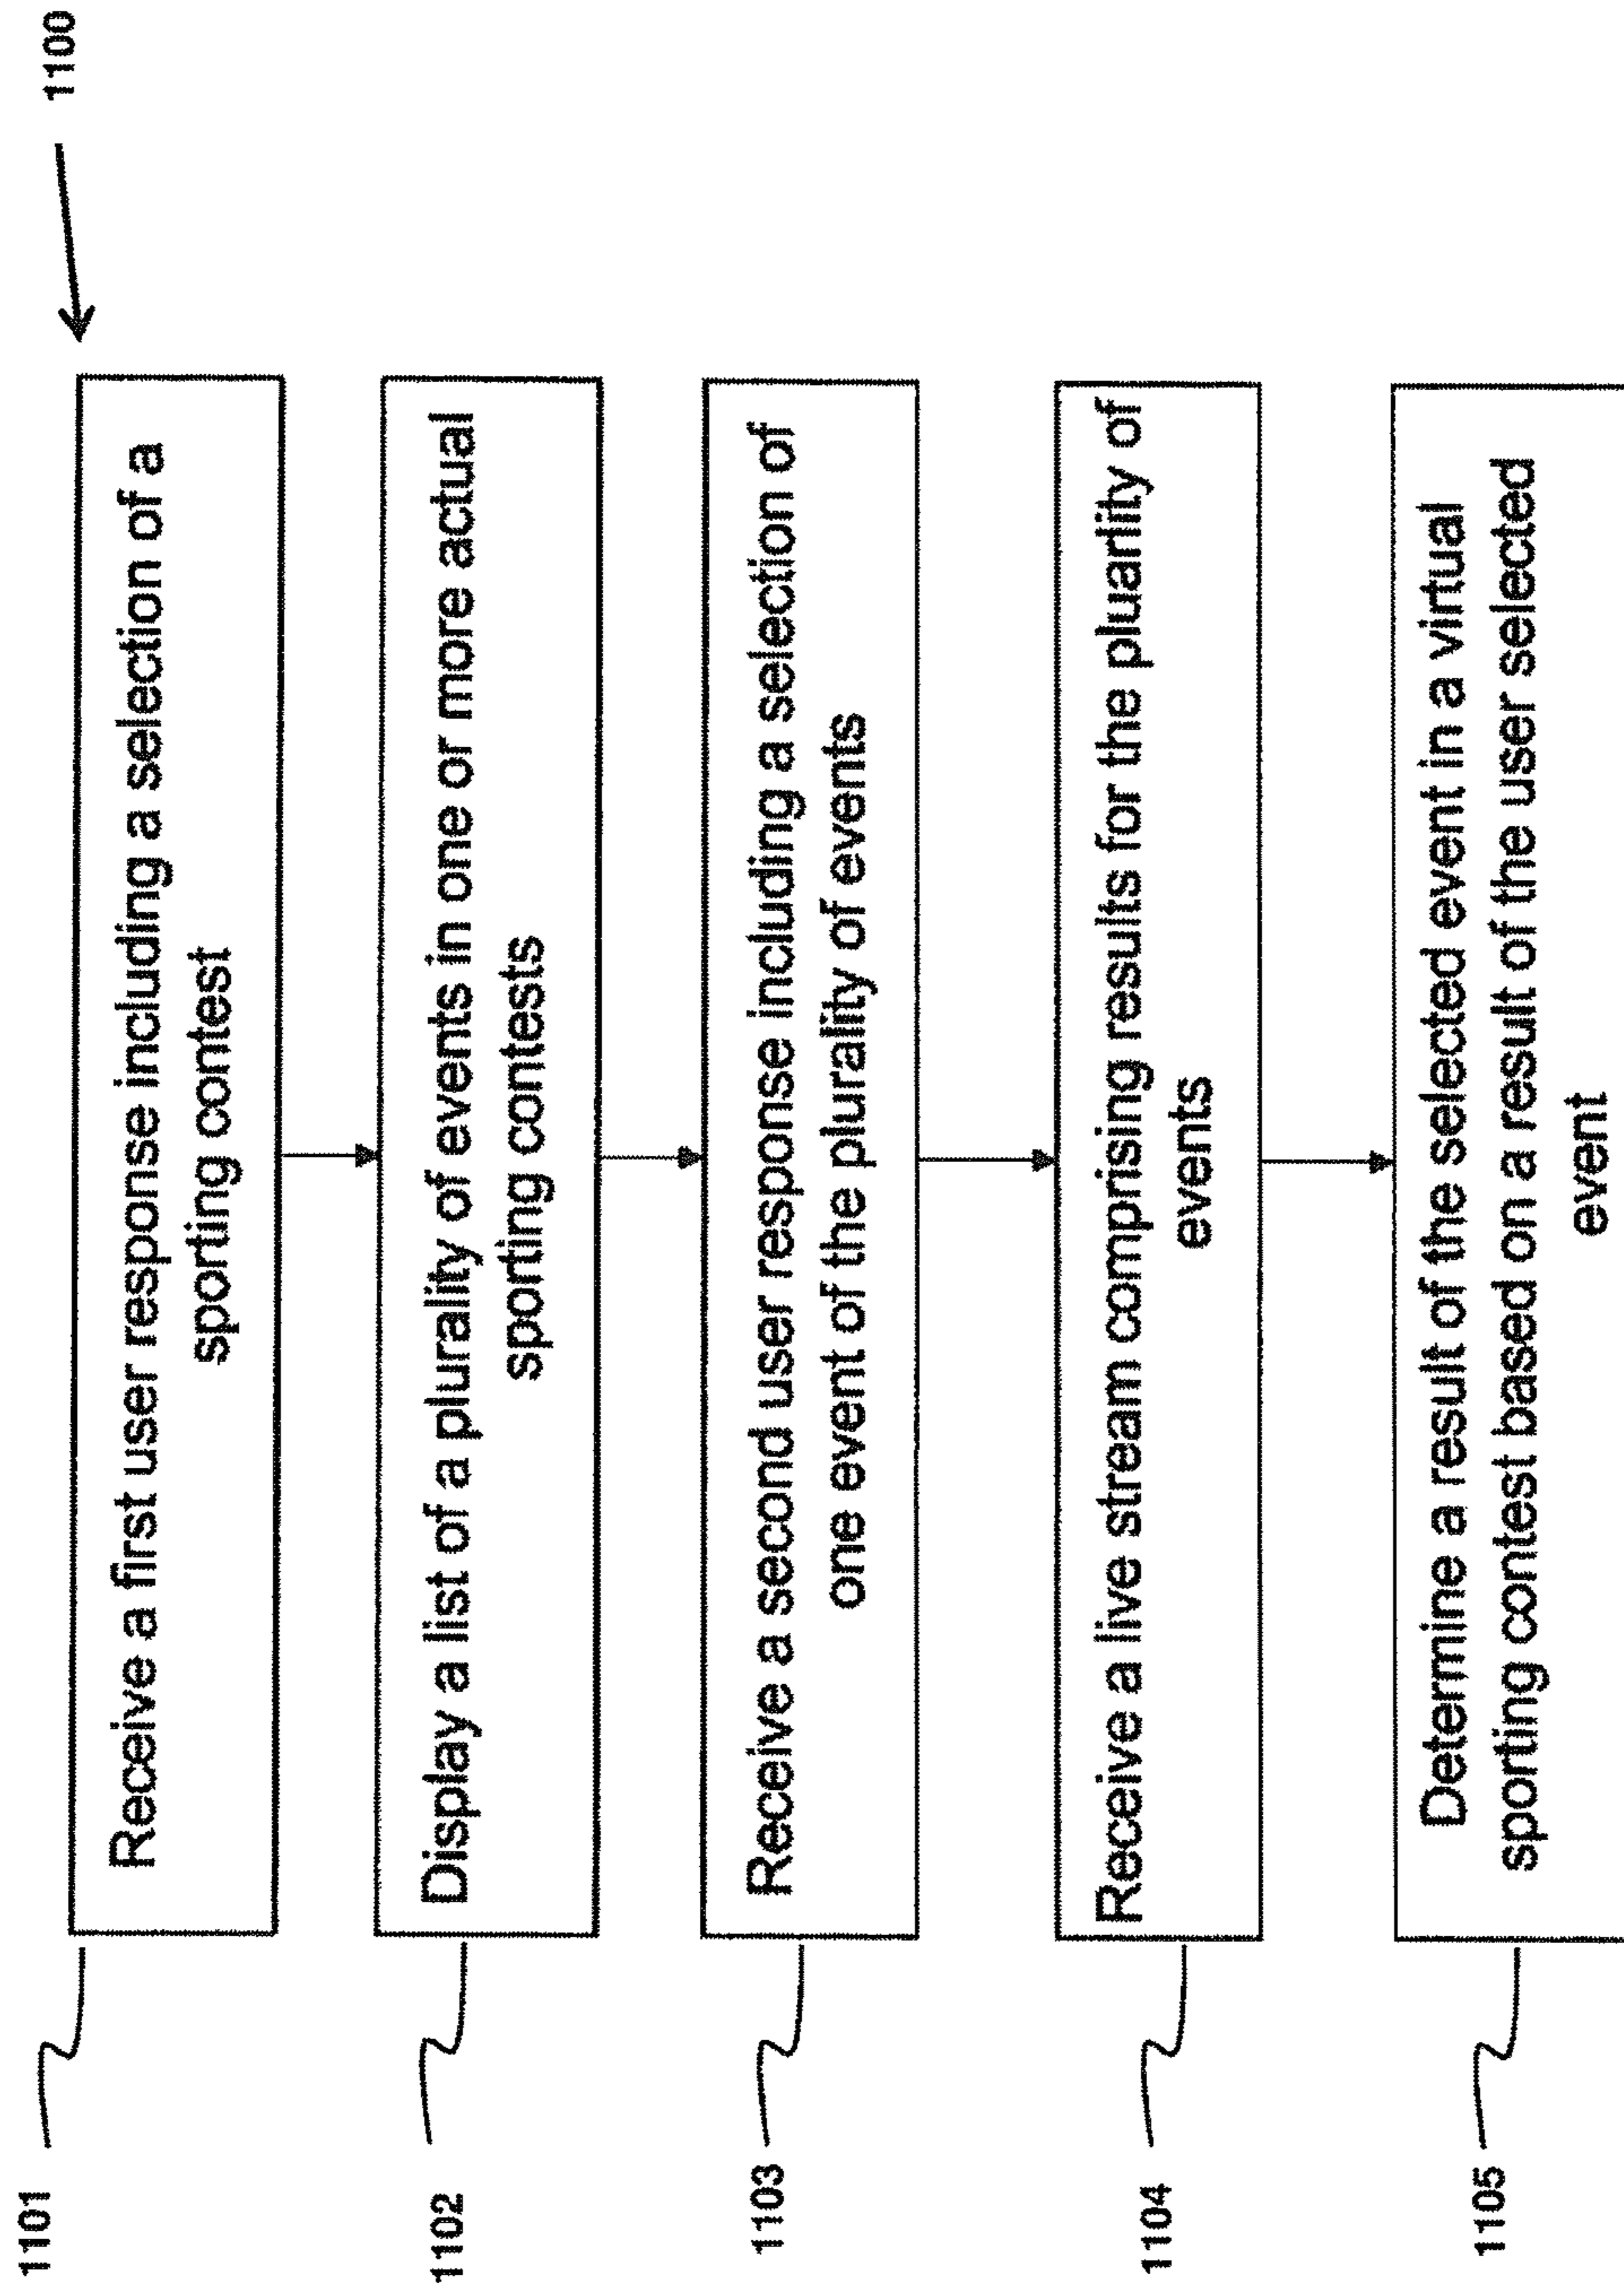 1100
1101
Receive a first user response including a selection of a
sporting contest
1102
Display a list of a plurality of events in one or more actual
sporting contests
1103
Receive a second user response including a selection of
one event of the plurality of events
1104
Receive a live stream comprising results for the pluarlity of
events
1105
Determine a result of the selected event in a virtual
sporting contest based on a result of the user selected
event